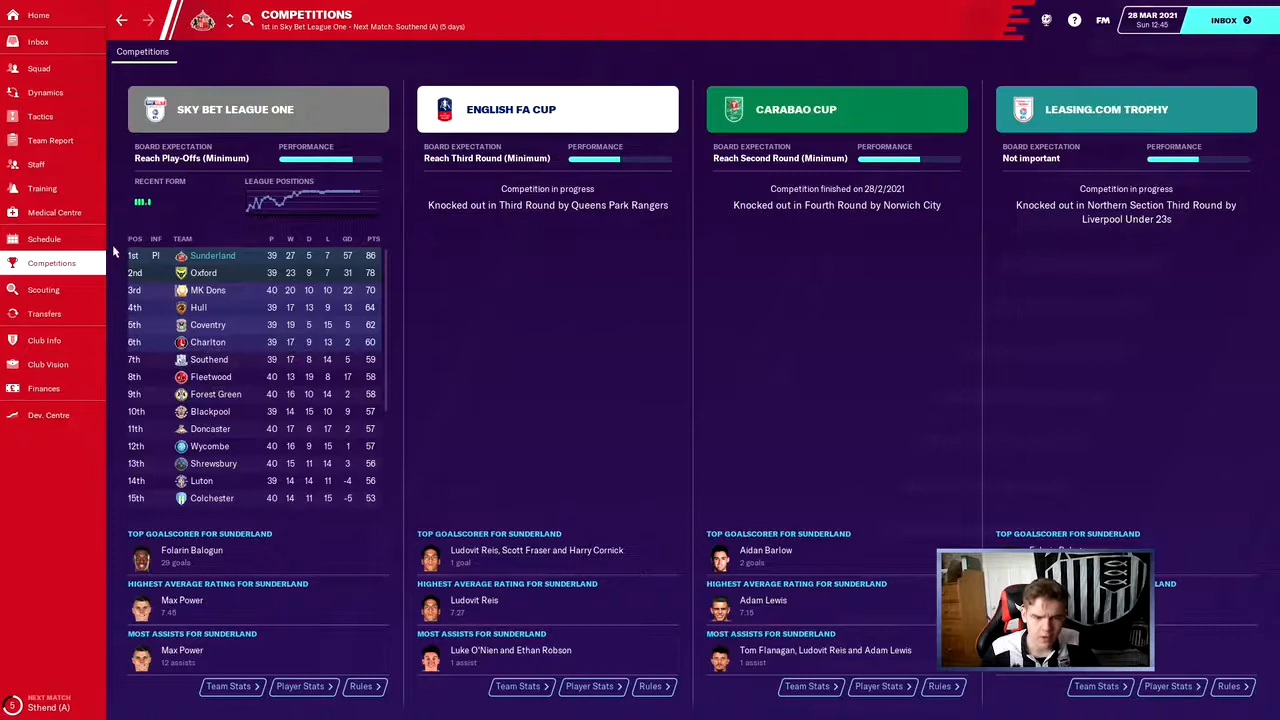 Home
COMPETITIONS
1st in Sky Bet League One - Next Match: Southend (A) (5 days)
FM
28 MAR 2021
Sun 12:45
INBOX
Inbox
Squad
Dynamics
Tactics
Team Report
Staff
Training
Medical Centre
Schedule
Competitions
Scouting
Transfers
Club Info
Club Vision
Finances
Dev. Centre
NEXT MATCH
5 Sthend (A)
Competitions
SKY BET LEAGUE ONE
BOARD EXPECTATION PERFORMANCE
Reach Play-Offs (Minimum)
RECENT FORM LEAGUE POSITIONS
POS INF TEAM P W D L GD PTS
1st Pl Sunderland 39 27 5 7 57 86
2nd Oxford 39 23 9 7 31 78
3rd MK Dons 40 20 10 10 22 70
4th Hull 39 17 13 9 13 64
5th Coventry 39 19 5 15 5 62
6th Charlton 39 17 9 13 2 60
7th Southend 39 17 8 14 5 59
8th Fleetwood 40 13 19 8 17 58
9th Forest Green 40 16 10 14 2 58
10th Blackpool 39 14 15 10 9 57
11th Doncaster 40 17 6 17 2 57
12th Wycombe 40 16 9 15 1 57
13th Shrewsbury 40 15 11 14 3 56
14th Luton 39 14 14 11 -4 56
15th Colchester 40 14 11 15 -5 53
TOP GOALSCORER FOR SUNDERLAND
Folarin Balogun
29 goals
HIGHEST AVERAGE RATING FOR SUNDERLAND
Max Power
7.46
MOST ASSISTS FOR SUNDERLAND
Max Power
12 assists
Team Stats > Player Stats > Rules >
ENGLISH FA CUP
BOARD EXPECTATION PERFORMANCE
Reach Third Round (Minimum)
Competition in progress
Knocked out in Third Round by Queens Park Rangers
TOP GOALSCORER FOR SUNDERLAND
Ludovit Reis, Scott Fraser and Harry Cornick
1 goal
HIGHEST AVERAGE RATING FOR SUNDERLAND
Ludovit Reis
7.27
MOST ASSISTS FOR SUNDERLAND
Luke O'Nien and Ethan Robson
1 assist
Team Stats > Player Stats > Rules >
CARABAO CUP
BOARD EXPECTATION PERFORMANCE
Reach Second Round (Minimum)
Competition finished on 28/2/2021
Knocked out in Fourth Round by Norwich City
TOP GOALSCORER FOR SUNDERLAND
Aidan Barlow
2 goals
HIGHEST AVERAGE RATING FOR SUNDERLAND
Adam Lewis
7.15
MOST ASSISTS FOR SUNDERLAND
Tom Flanagan, Ludovit Reis and Adam Lewis
1 assist
Team Stats > Player Stats > Rules >
LEASING.COM TROPHY
BOARD EXPECTATION PERFORMANCE
Not important
Competition in progress
Knocked out in Northern Section Third Round by
Liverpool Under 23s
TOP GOALSCORER FOR SUNDERLAND
Team Stats > Player Stats > Rules >